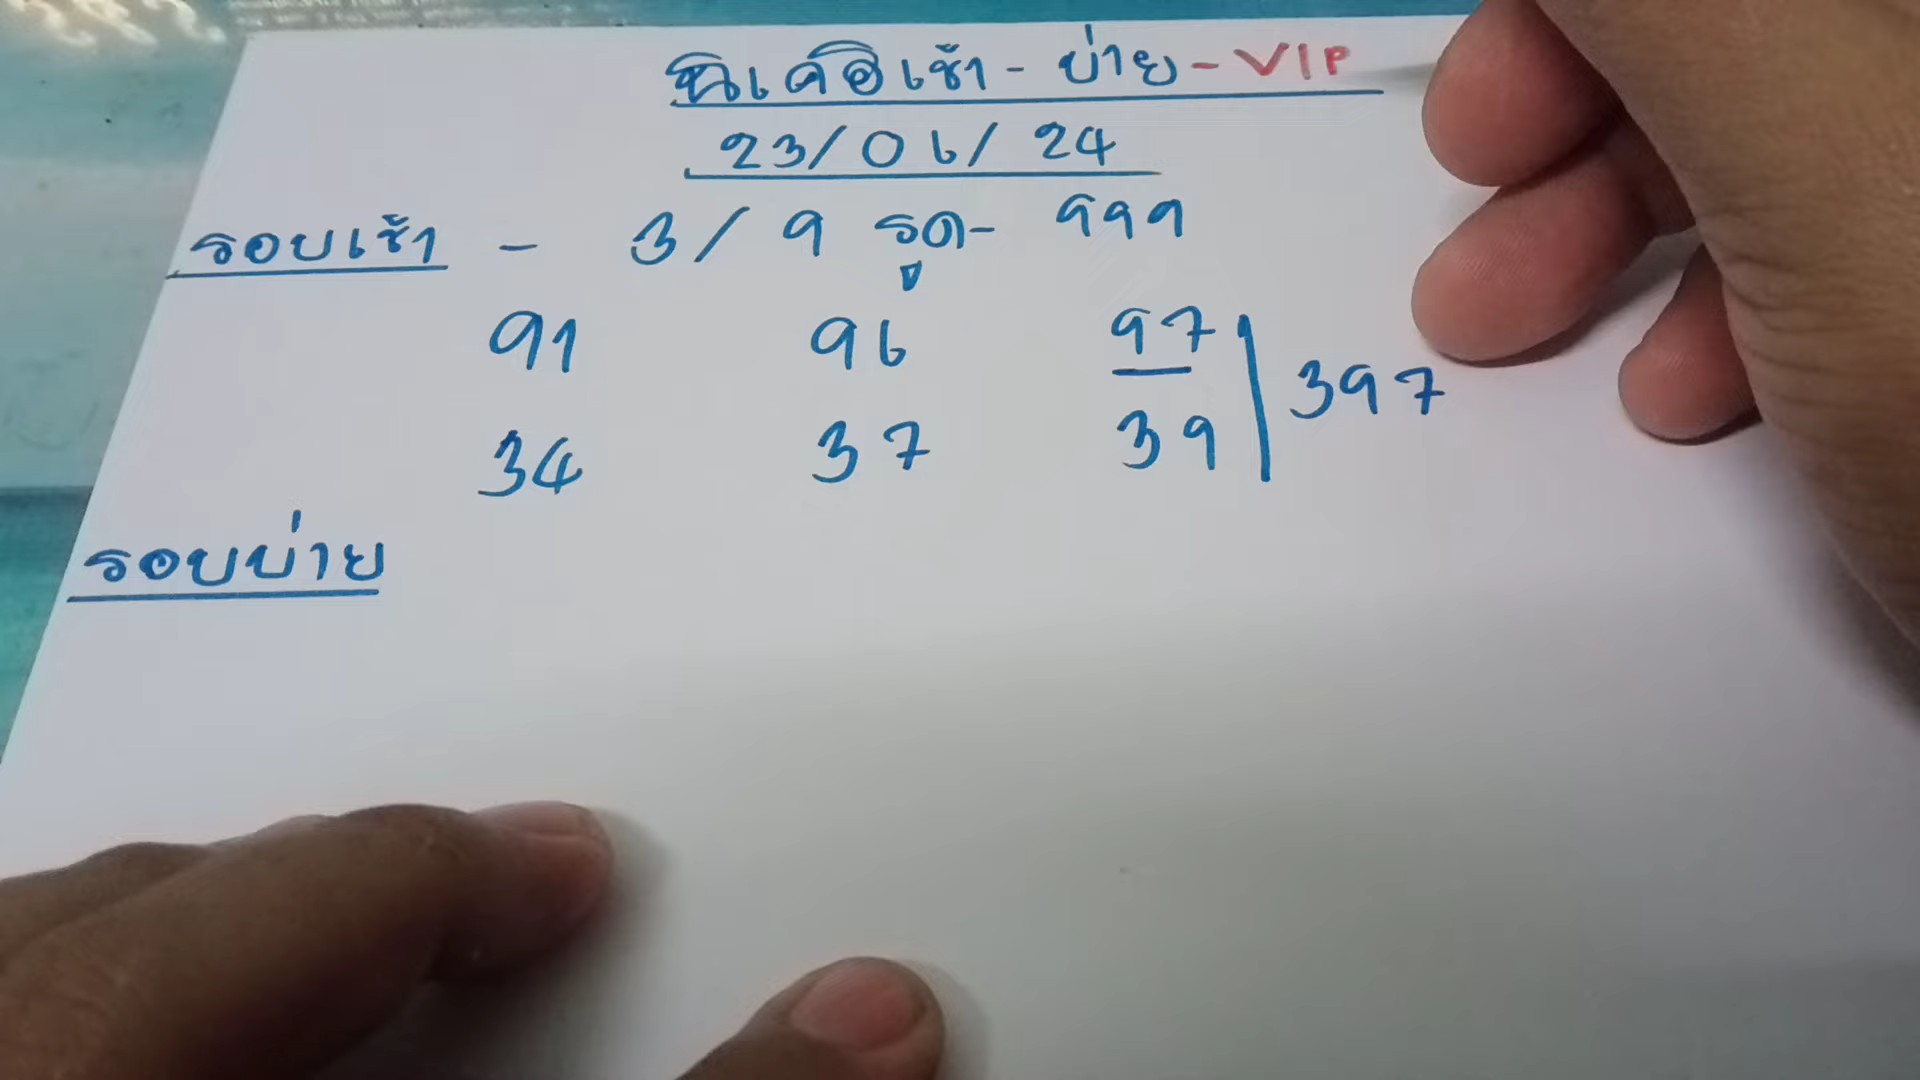 นิเคอิเช้า - บ่าย - VIP
23/06/24
รอบเช้า - 3/9 รูด - 999
91 96 97
34 37 39 397
รอบบ่าย